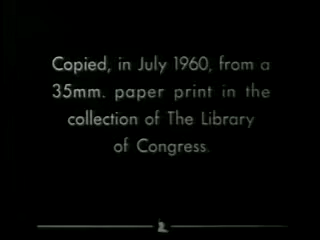 Copied, in July 1960, from a
35mm. paper print in the
collection of The Library
of Congress.